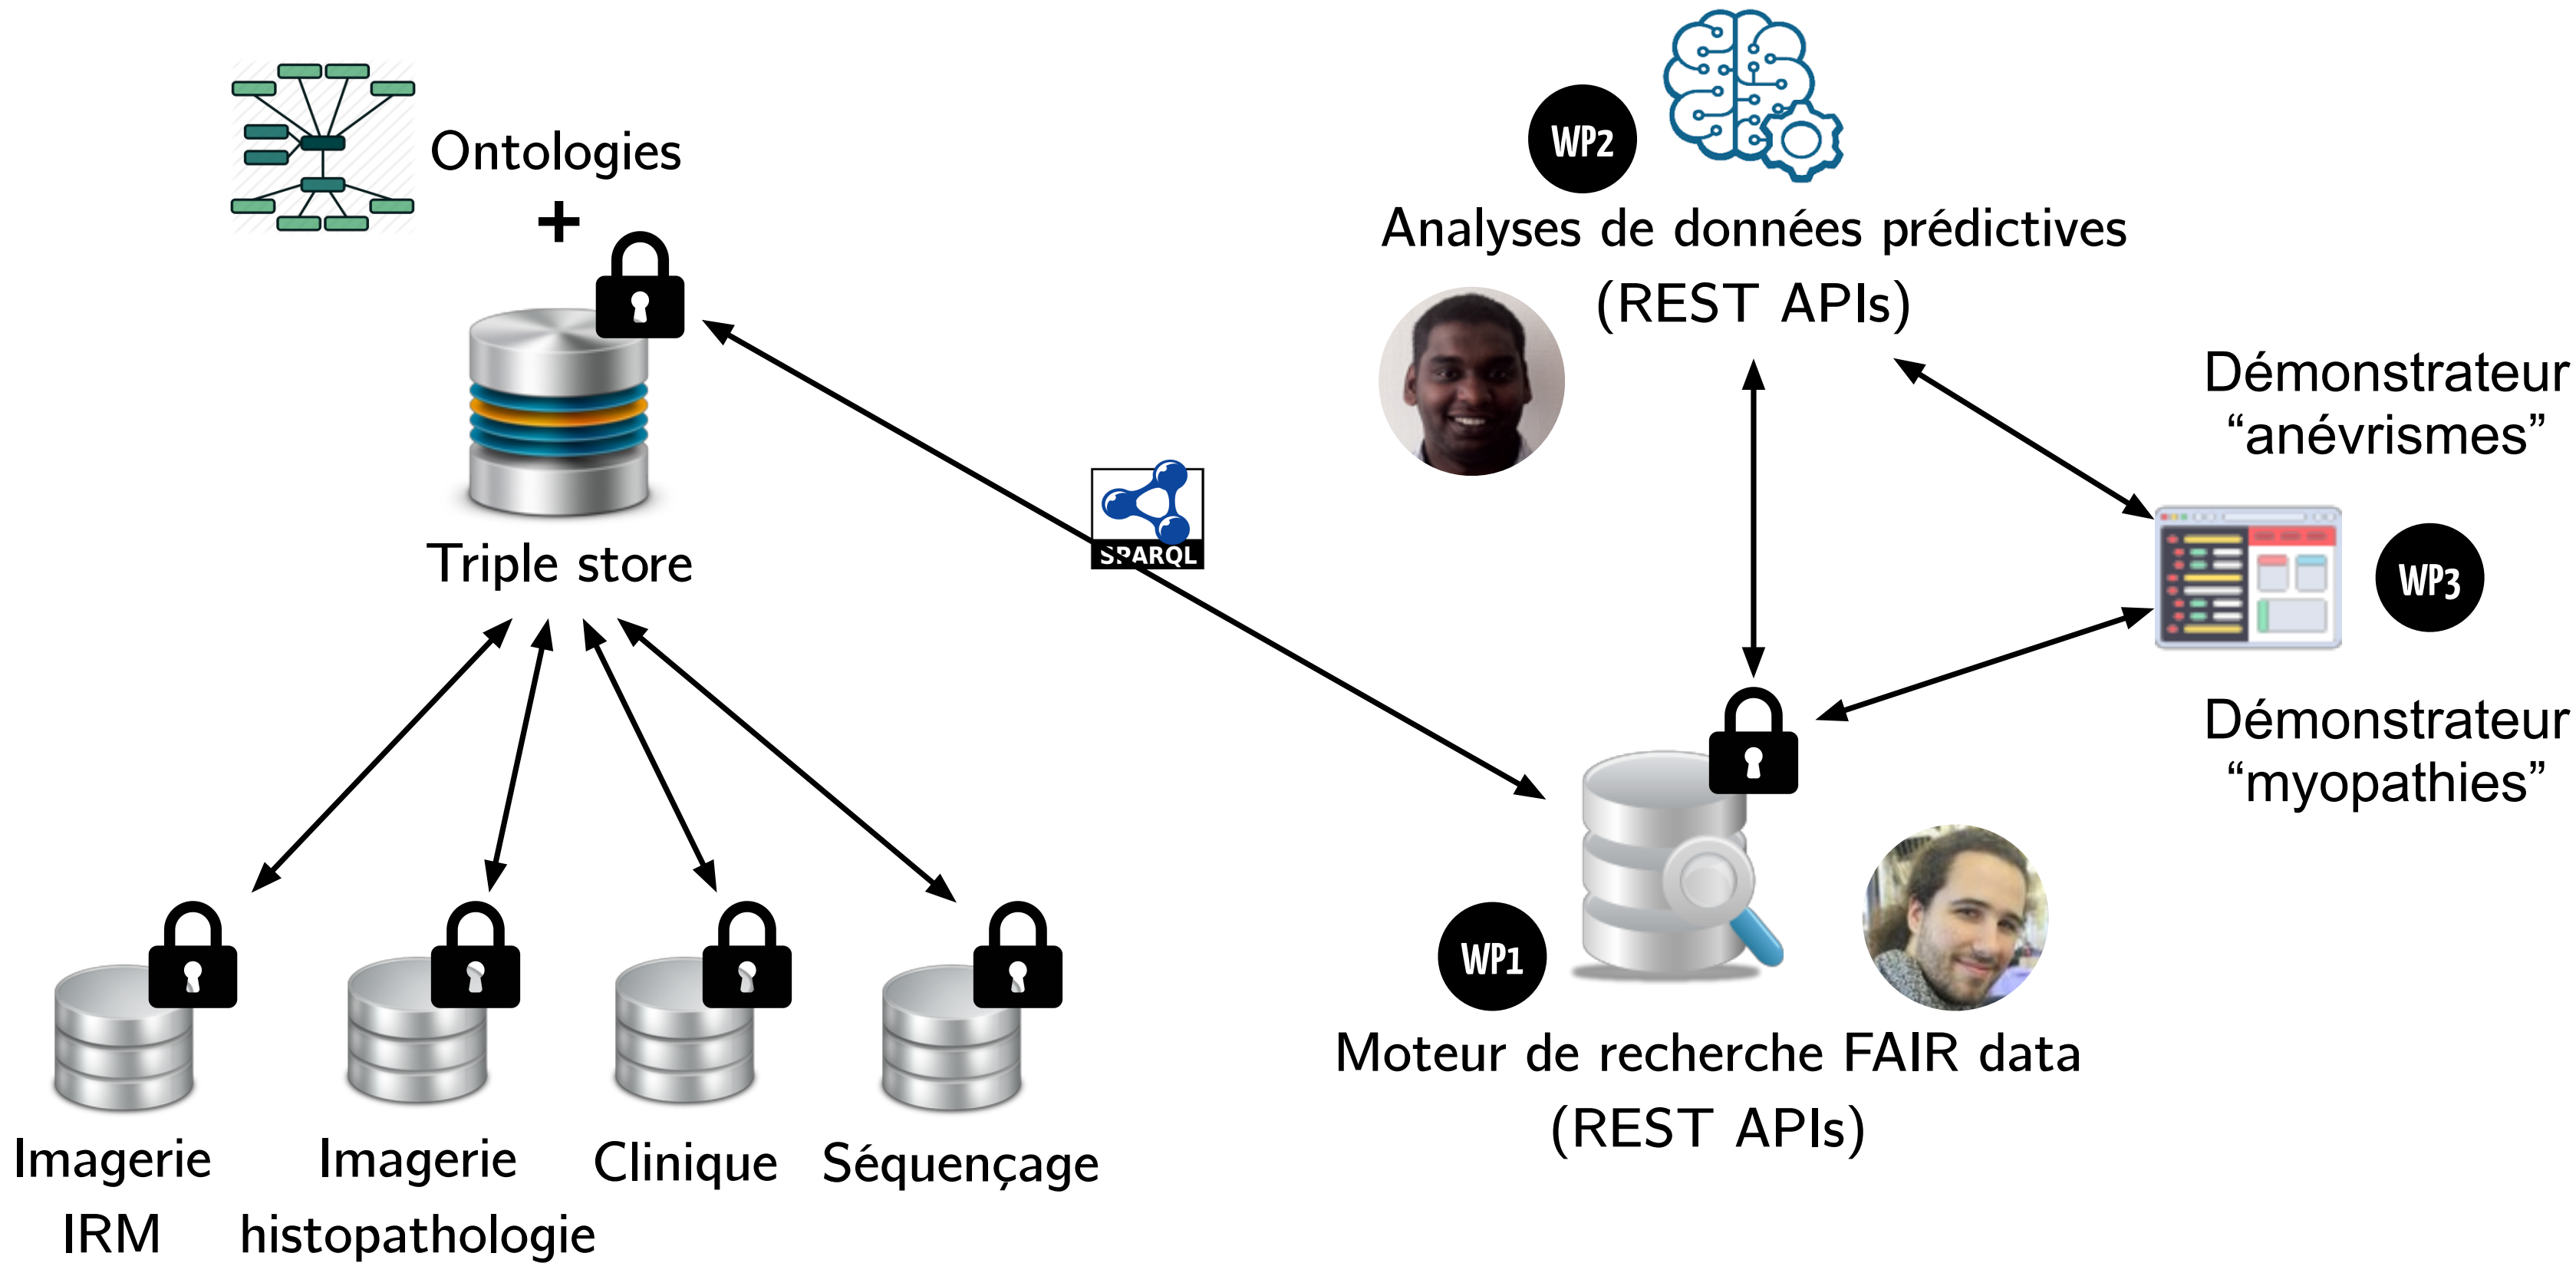 Ontologies
+
Triple store
Imagerie
IRM
Imagerie
histopathologie
Clinique
Séquençage
SPARQL
WP2
Analyses de données prédictives
(REST APIs)
Démonstrateur
“anévrismes”
WP3
Démonstrateur
“myopathies”
WP1
Moteur de recherche FAIR data
(REST APIs)